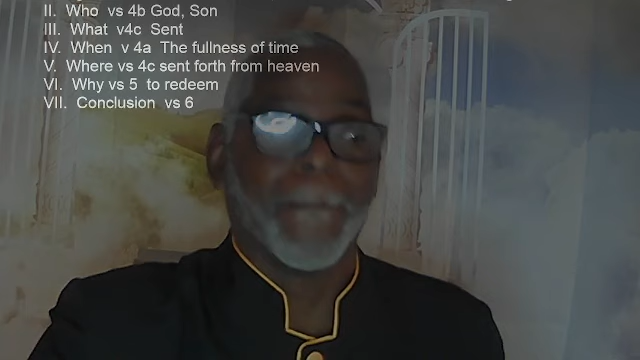 II. Who vs 4b God, Son
III. What v4c Sent
IV. When v 4a The fullness of time
V. Where vs 4c sent forth from heaven
VI. Why vs 5 to redeem
VII. Conclusion vs 6